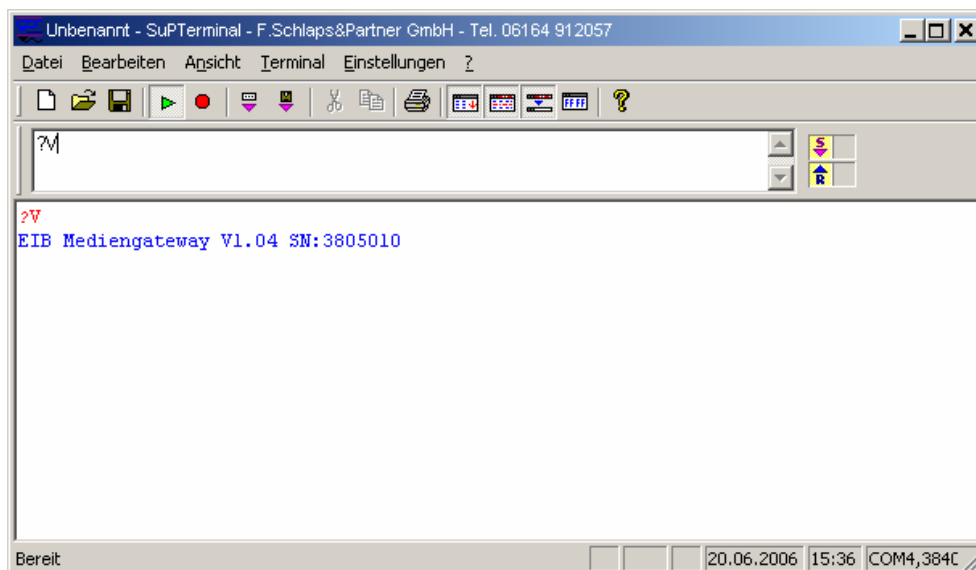 Unbenannt - SuPTerminal - F.Schlaps&Partner GmbH - Tel. 06164 912057
Datei Bearbeiten Ansicht Terminal Einstellungen ?
?V
S
R
?V
EIB Mediengateway V1.04 SN:3805010
Bereit 20.06.2006 15:36 COM4,384